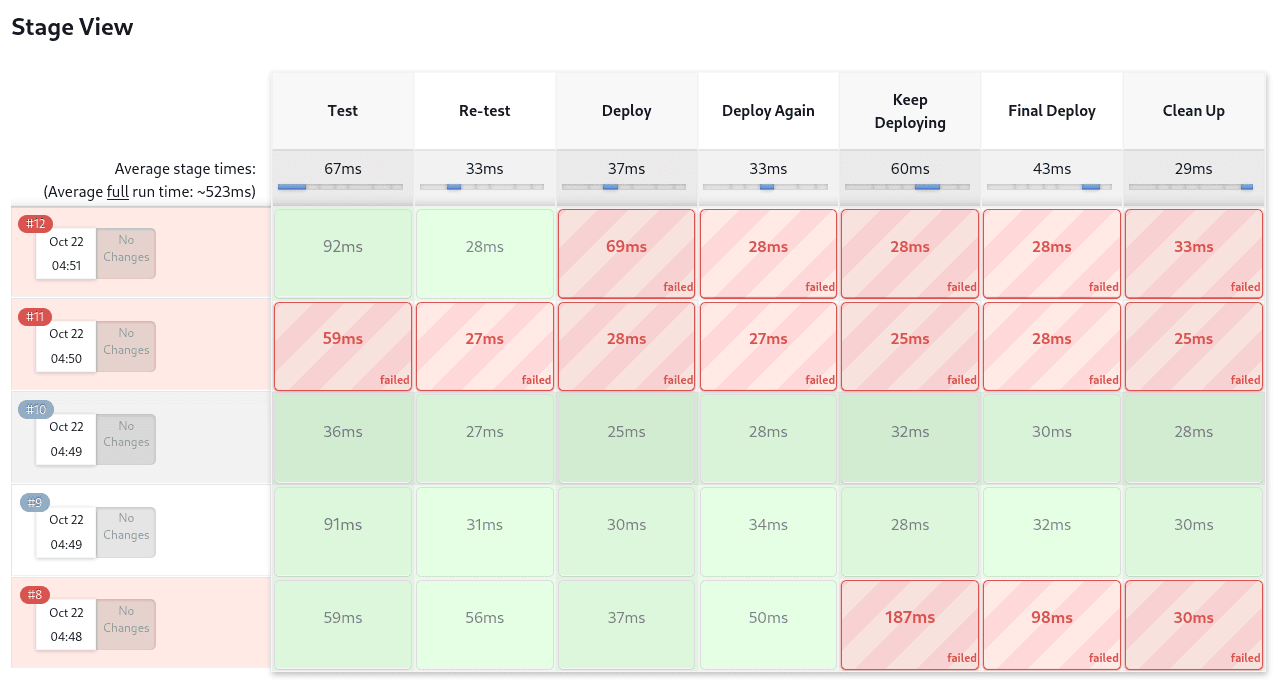 Stage View
Test Re-test Deploy Deploy Again Keep Deploying Final Deploy Clean Up
Average stage times: 67ms 33ms 37ms 33ms 60ms 43ms 29ms
(Average full run time: ~523ms)
#12
Oct 22 04:51 No Changes 92ms 28ms 69ms failed 28ms failed 28ms failed 28ms failed 33ms failed
#11
Oct 22 04:50 No Changes 59ms failed 27ms failed 28ms failed 27ms failed 25ms failed 28ms failed 25ms failed
#10
Oct 22 04:49 No Changes 36ms 27ms 25ms 28ms 32ms 30ms 28ms
#9
Oct 22 04:49 No Changes 91ms 31ms 30ms 34ms 28ms 32ms 30ms
#8
Oct 22 04:48 No Changes 59ms 56ms 37ms 50ms 187ms failed 98ms failed 30ms failed